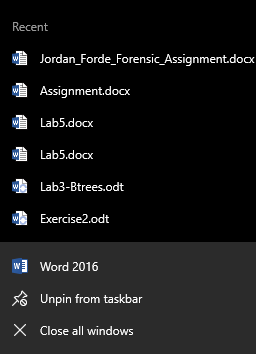 Recent
Jordan_Forde_Forensic_Assignment.docx
Assignment.docx
Lab5.docx
Lab5.docx
Lab3-Btrees.odt
Exercise2.odt
Word 2016
Unpin from taskbar
Close all windows